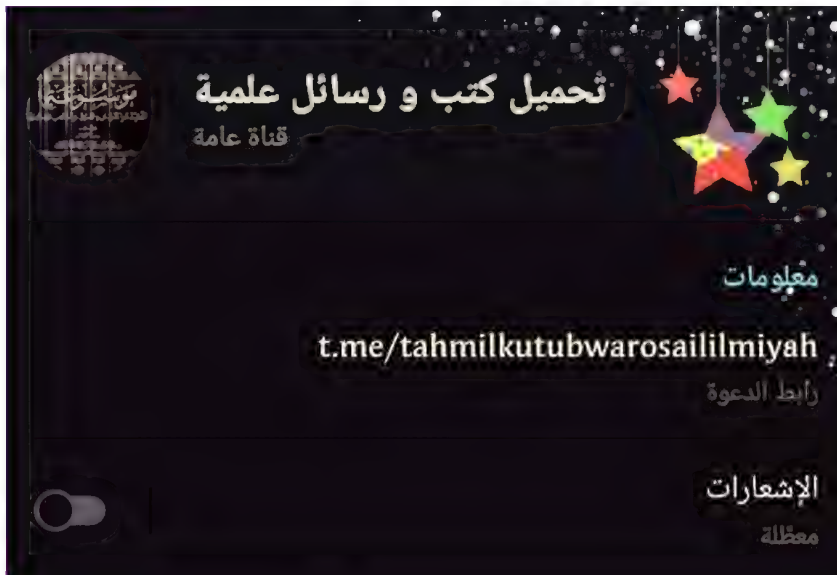 تحميل كتب و رسائل علمية
قناة عامة
معلومات
t.me/tahmilkutubwarosaililmiyah
رابط الدعوة
الإشعارات
معطلة